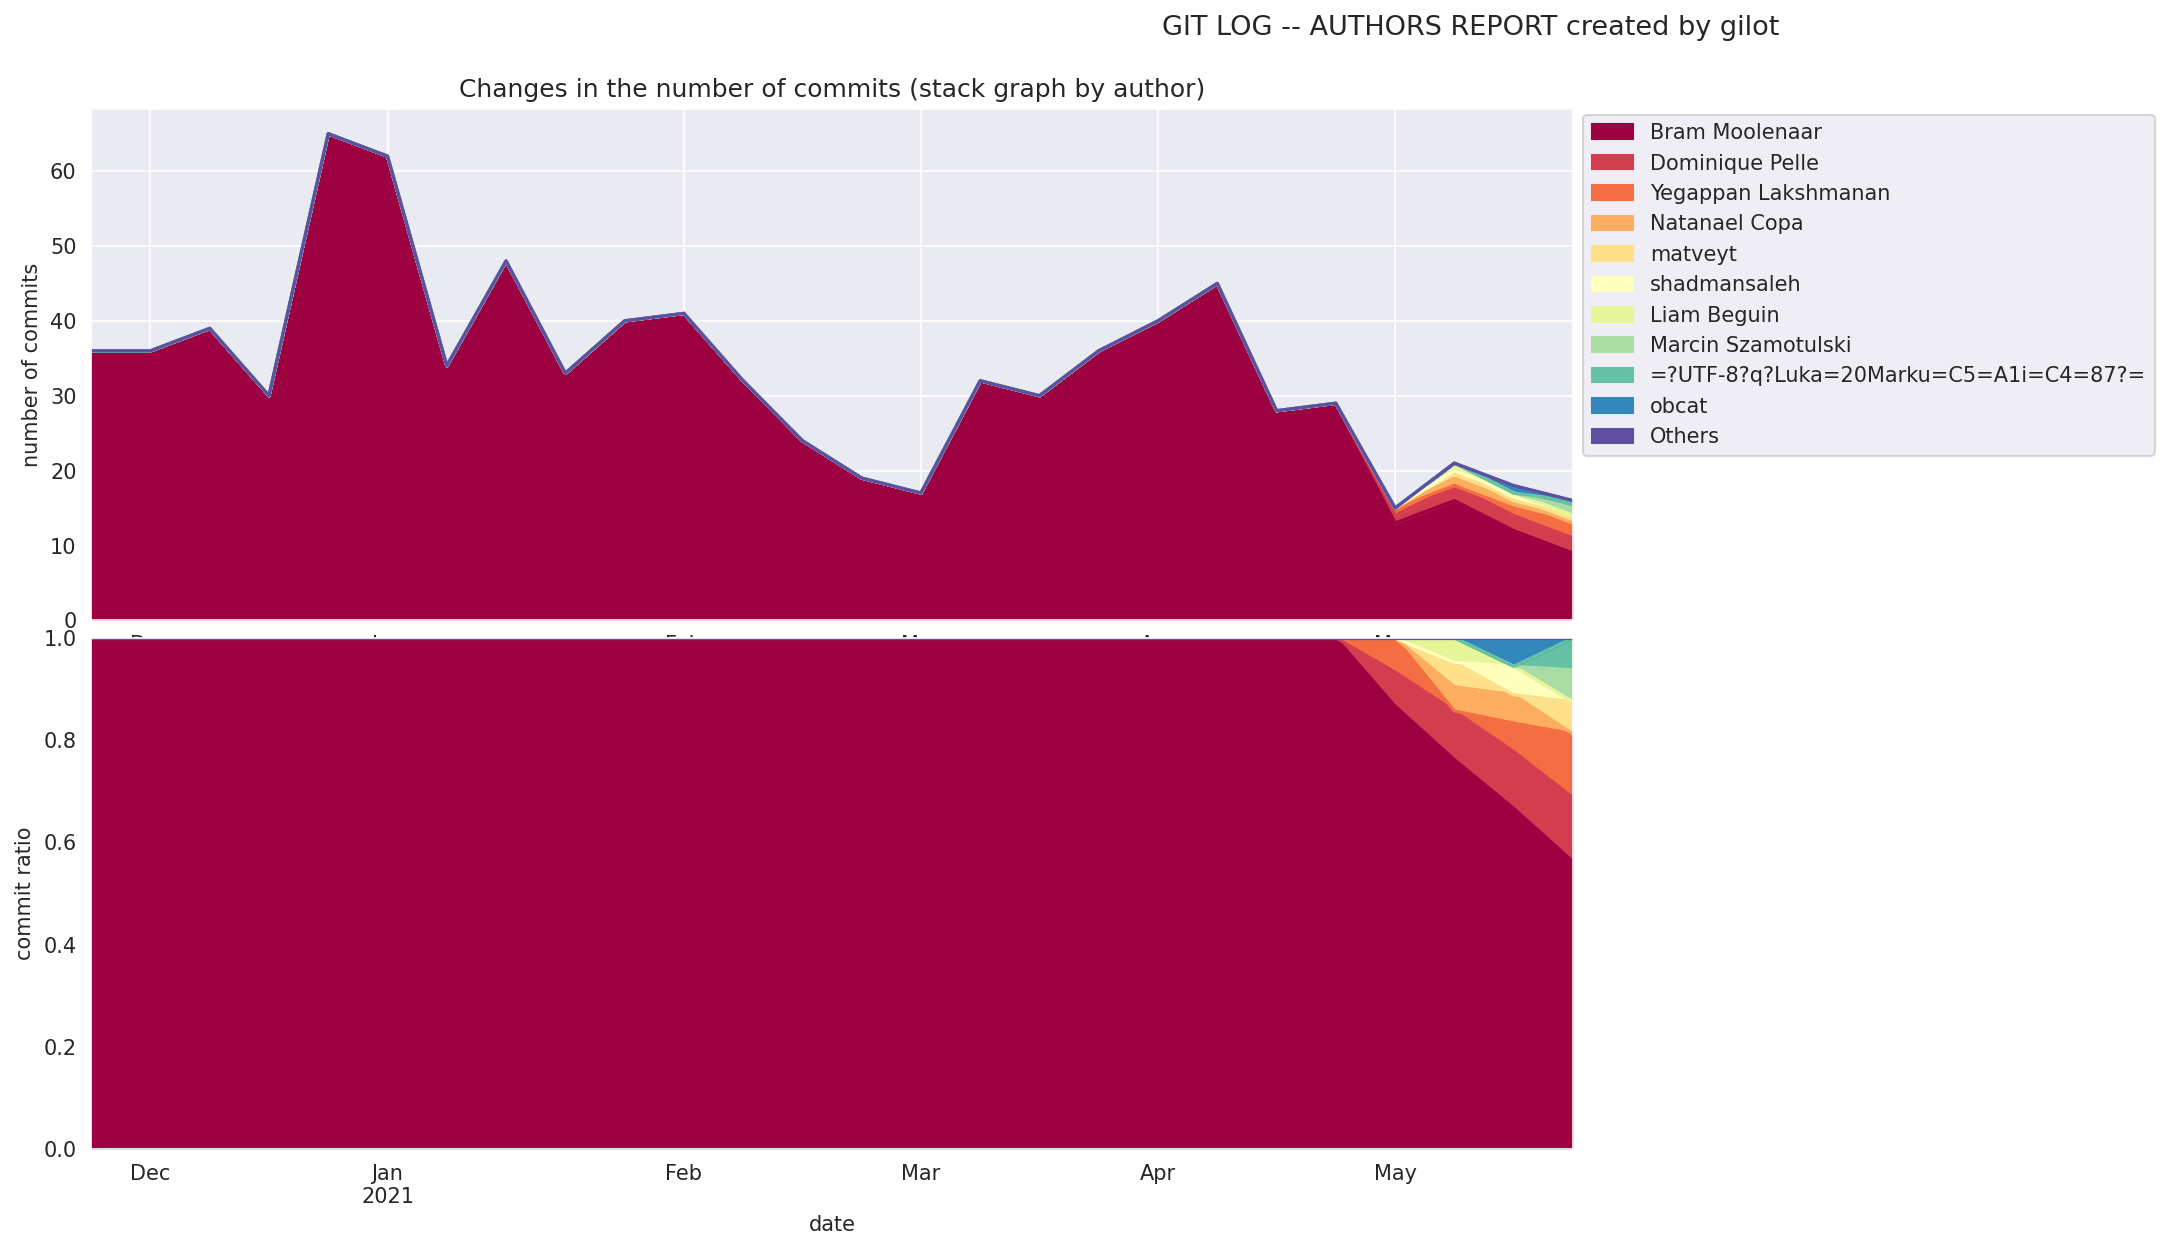 GIT LOG -- AUTHORS REPORT created by gilot
Changes in the number of commits (stack graph by author)
number of commits
60
50
40
30
20
10
0
Bram Moolenaar
Dominique Pelle
Yegappan Lakshmanan
Natanael Copa
matveyt
shadmansaleh
Liam Beguin
Marcin Szamotulski
=?UTF-8?q?Luka=20Marku=C5=A1i=C4=87?=
obcat
Others
commit ratio
1.0
0.8
0.6
0.4
0.2
0.0
Dec
Jan
2021
Feb
Mar
Apr
May
date